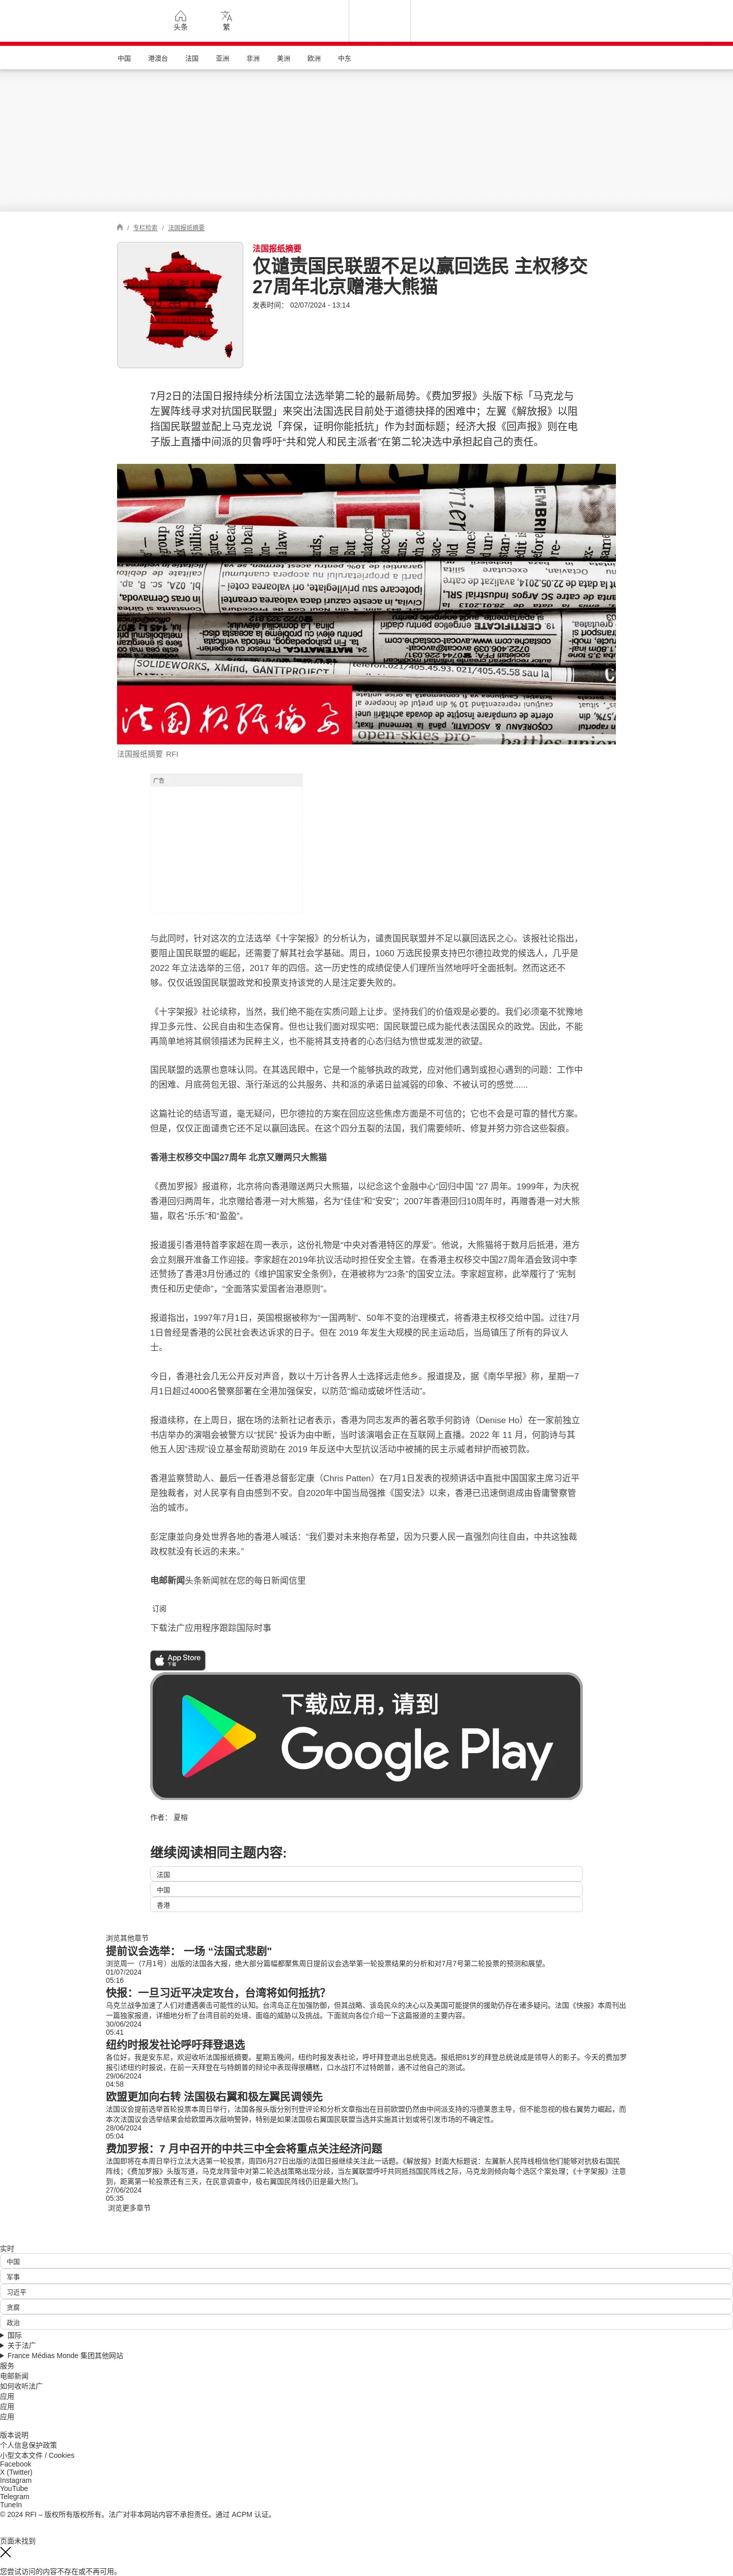 头条
繁
中国 港澳台 法国 亚洲 非洲 美洲 欧洲 中东
/ 专栏检索 / 法国报纸摘要
法国报纸摘要
仅谴责国民联盟不足以赢回选民 主权移交
27周年北京赠港大熊猫
发表时间： 02/07/2024 - 13:14
7月2日的法国日报持续分析法国立法选举第二轮的最新局势。《费加罗报》头版下标「马克龙与
左翼阵线寻求对抗国民联盟」来突出法国选民目前处于道德抉择的困难中；左翼《解放报》以阻
挡国民联盟並配上马克龙说「弃保，证明你能抵抗」作为封面标题；经济大报《回声报》则在电
子版上直播中间派的贝鲁呼吁“共和党人和民主派者”在第二轮决选中承担起自己的责任。
SOLIDEWORKS, XMind, GANTTPROJECT
法国报纸摘要
法国报纸摘要 RFI
广告
与此同时，针对这次的立法选举《十字架报》的分析认为，谴责国民联盟并不足以赢回选民之心。该报社论指出，
要阻止国民联盟的崛起，还需要了解其社会学基础。周日，1060 万选民投票支持巴尔德拉政党的候选人，几乎是
2022 年立法选举的三倍，2017 年的四倍。这一历史性的成绩促使人们理所当然地呼吁全面抵制。然而这还不
够。仅仅诋毁国民联盟政党和投票支持该党的人是注定要失败的。
《十字架报》社论续称，当然，我们绝不能在实质问题上让步。坚持我们的价值观是必要的。我们必须毫不犹豫地
捍卫多元性、公民自由和生态保育。但也让我们面对现实吧：国民联盟已成为能代表法国民众的政党。因此，不能
再简单地将其纲领描述为民粹主义，也不能将其支持者的心态归结为愤世或发泄的欲望。
国民联盟的选票也意味认同。在其选民眼中，它是一个能够执政的政党，应对他们遇到或担心遇到的问题：工作中
的困难、月底荷包无银、渐行渐远的公共服务、共和派的承诺日益减弱的印象、不被认可的感觉......
这篇社论的结语写道，毫无疑问，巴尔德拉的方案在回应这些焦虑方面是不可信的；它也不会是可靠的替代方案。
但是，仅仅正面谴责它还不足以赢回选民。在这个四分五裂的法国，我们需要倾听、修复并努力弥合这些裂痕。
香港主权移交中国27周年 北京又赠两只大熊猫
《费加罗报》报道称，北京将向香港赠送两只大熊猫，以纪念这个金融中心“回归中国 ”27 周年。1999年，为庆祝
香港回归两周年，北京赠给香港一对大熊猫，名为“佳佳”和“安安”；2007年香港回归10周年时，再赠香港一对大熊
猫，取名“乐乐”和“盈盈”。
报道援引香港特首李家超在周一表示，这份礼物是“中央对香港特区的厚爱”。他说，大熊猫将于数月后抵港，港方
会立刻展开准备工作迎接。李家超在2019年抗议活动时担任安全主管。在香港主权移交中国27周年酒会致词中李
还赞扬了香港3月份通过的《维护国家安全条例》，在港被称为“23条”的国安立法。李家超宣称，此举履行了“宪制
责任和历史使命”，“全面落实爱国者治港原则”。
报道指出，1997年7月1日，英国根据被称为“一国两制”、50年不变的治理模式，将香港主权移交给中国。过往7月
1日曾经是香港的公民社会表达诉求的日子。但在 2019 年发生大规模的民主运动后，当局镇压了所有的异议人
士。
今日，香港社会几无公开反对声音，数以十万计各界人士选择远走他乡。报道提及，据《南华早报》称，星期一7
月1日超过4000名警察部署在全港加强保安，以防范“煽动或破坏性活动”。
报道续称，在上周日，据在场的法新社记者表示，香港为同志发声的著名歌手何韵诗（Denise Ho）在一家前独立
书店举办的演唱会被警方以“扰民” 投诉为由中断，当时该演唱会正在互联网上直播。2022 年 11 月，何韵诗与其
他五人因“违规”设立基金帮助资助在 2019 年反送中大型抗议活动中被捕的民主示威者辩护而被罚款。
香港监察赞助人、最后一任香港总督彭定康（Chris Patten）在7月1日发表的视频讲话中直批中国国家主席习近平
是独裁者，对人民享有自由感到不安。自2020年中国当局强推《国安法》以来，香港已迅速倒退成由昏庸警察管
治的城市。
彭定康並向身处世界各地的香港人喊话：“我们要对未来抱存希望，因为只要人民一直强烈向往自由，中共这独裁
政权就没有长远的未来。”
电邮新闻头条新闻就在您的每日新闻信里
订阅
下载法广应用程序跟踪国际时事
App Store
下载
下载应用，请到
Google Play
作者： 夏榕
继续阅读相同主题内容:
法国
中国
香港
浏览其他章节
提前议会选举： 一场 “法国式悲剧”
浏览周一（7月1号）出版的法国各大报，绝大部分篇幅都聚焦周日提前议会选举第一轮投票结果的分析和对7月7号第二轮投票的预测和展望。
01/07/2024
05:16
快报：一旦习近平决定攻台，台湾将如何抵抗？
乌克兰战争加速了人们对遭遇袭击可能性的认知。台湾岛正在加强防御，但其战略、该岛民众的决心以及美国可能提供的援助仍存在诸多疑问。法国《快报》本周刊出
一篇独家报道，详细地分析了台湾目前的处境、面临的威胁以及挑战。下面就向各位介绍一下这篇报道的主要内容。
30/06/2024
05:41
纽约时报发社论呼吁拜登退选
各位好，我是安东尼，欢迎收听法国报纸摘要。星期五晚间，纽约时报发表社论，呼吁拜登退出总统竞选。报纸把81岁的拜登总统说成是领导人的影子。今天的费加罗
报引述纽约时报说，在前一天拜登在与特朗普的辩论中表现得很糟糕，口水战打不过特朗普，通不过他自己的测试。
29/06/2024
04:58
欧盟更加向右转 法国极右翼和极左翼民调领先
法国议会提前选举首轮投票本周日举行，法国各报头版分别刊登评论和分析文章指出在目前欧盟仍然由中间派支持的冯德莱恩主导，但不能忽视的极右翼势力崛起，而
本次法国议会选举结果会给欧盟再次敲响警钟，特别是如果法国极右翼国民联盟当选并实施其计划或将引发市场的不确定性。
28/06/2024
05:04
费加罗报：7 月中召开的中共三中全会将重点关注经济问题
法国即将在本周日举行立法大选第一轮投票，周四6月27日出版的法国日报继续关注此一话题。《解放报》封面大标题说：左翼新人民阵线相信他们能够对抗极右国民
阵线；《费加罗报》头版写道，马克龙阵营中对第二轮选战策略出现分歧，当左翼联盟呼吁共同抵挡国民阵线之际，马克龙则倾向每个选区个案处理；《十字架报》注意
到，距离第一轮投票还有三天，在民意调查中，极右翼国民阵线仍旧是最大热门。
27/06/2024
05:35
浏览更多章节
实时
中国
军事
习近平
贪腐
政治
国际
关于法广
France Médias Monde 集团其他网站
服务
电邮新闻
如何收听法广
应用
应用
应用
版本说明
个人信息保护政策
小型文本文件 / Cookies
Facebook
X (Twitter)
Instagram
YouTube
Telegram
TuneIn
© 2024 RFI – 版权所有版权所有。法广对非本网站内容不承担责任。通过 ACPM 认证。
页面未找到
您尝试访问的内容不存在或不再可用。